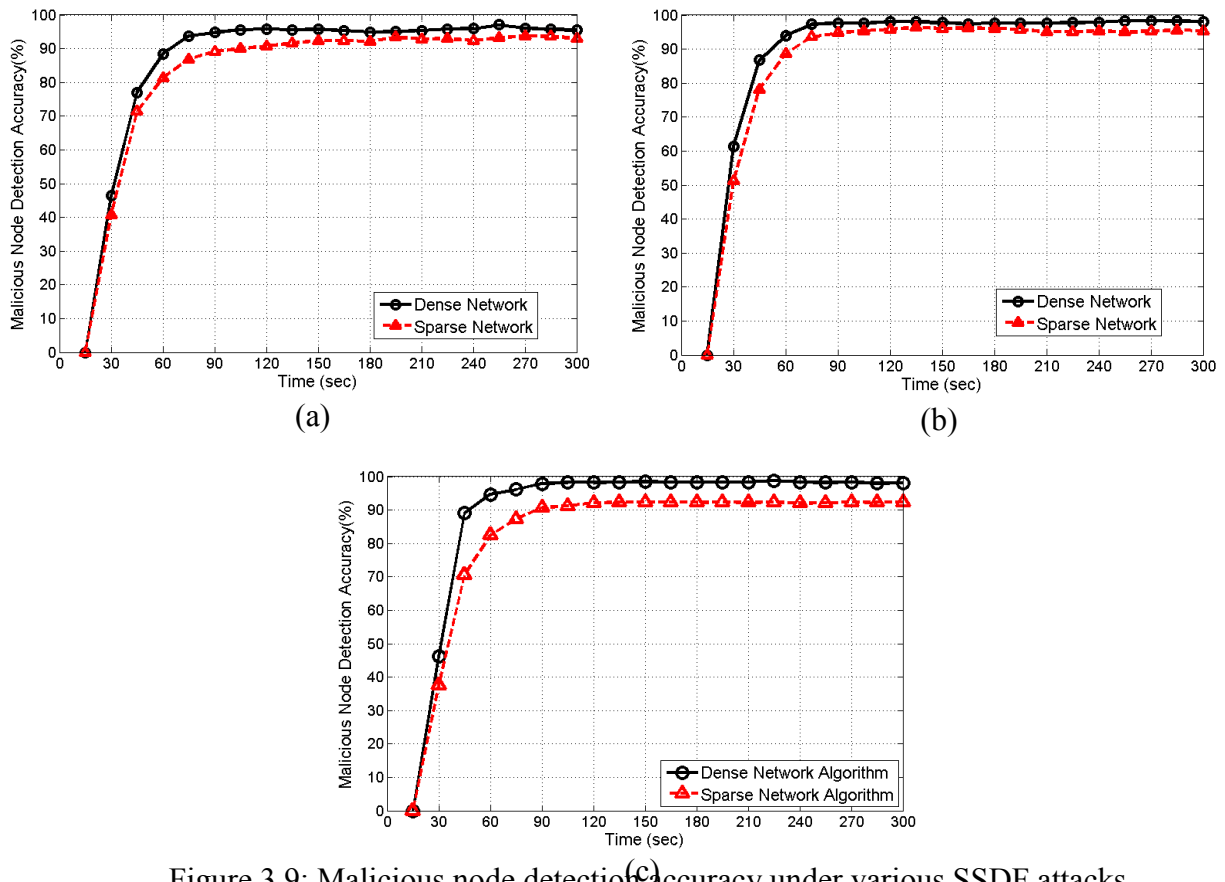 Malicious Node Detection Accuracy(%)
100
90
80
70
60
50
40
30
20
10
0
0 30 60 90 120 150 180 210 240 270 300
Time (sec)
Dense Network
Sparse Network
(a)
Malicious Node Detection Accuracy(%)
100
90
80
70
60
50
40
30
20
10
0
0 30 60 90 120 150 180 210 240 270 300
Time (sec)
Dense Network
Sparse Network
(b)
Malicious Node Detection Accuracy(%)
100
90
80
70
60
50
40
30
20
10
0
0 30 60 90 120 150 180 210 240 270 300
Time (sec)
Dense Network Algorithm
Sparse Network Algorithm
(c)
Figure 3.9: Malicious node detection accuracy under various SSDF attacks